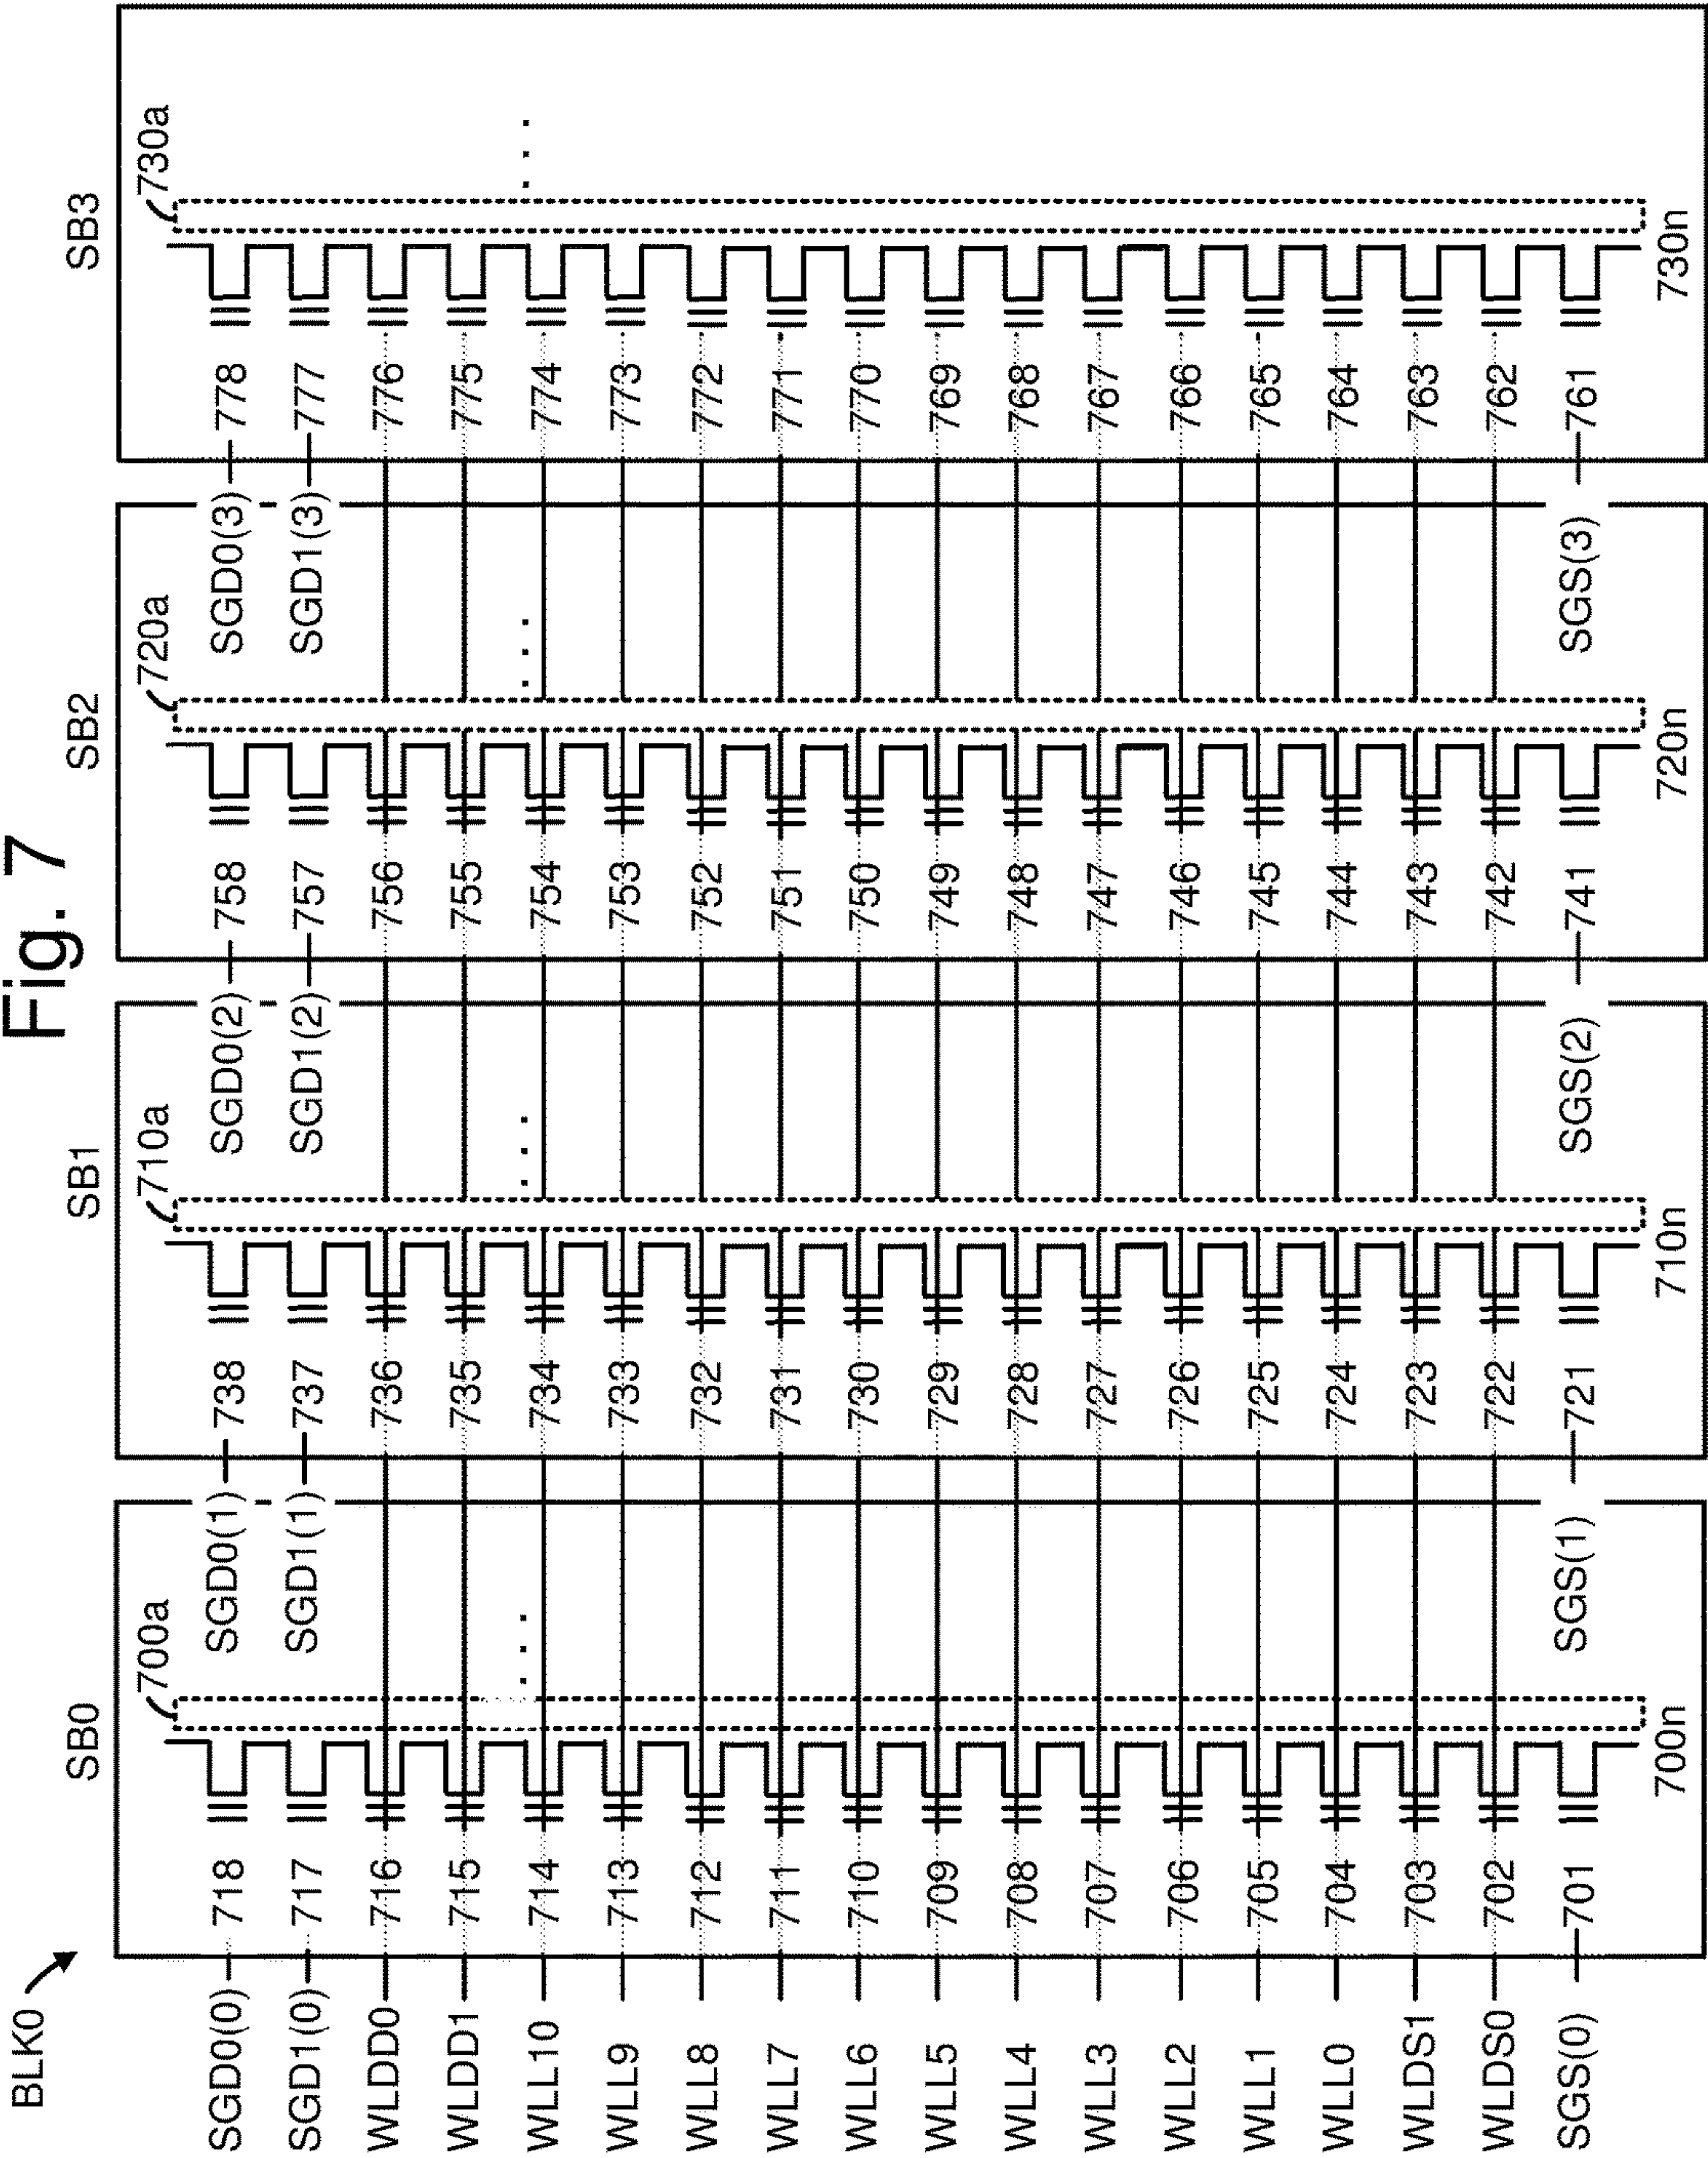 Fig. 7
BLK0
SB0 SB1 SB2 SB3
700a 710a 720a 730a
SGD0(0) 718 SGD0(1) 738 SGD0(2) 758 SGD0(3) 778
SGD1(0) 717 SGD1(1) 737 SGD1(2) 757 SGD1(3) 777
WLDD0 716 736 756 776
WLDD1 715 735 755 775
WLL10 714 734 754 774
WLL9 713 733 753 773
WLL8 712 732 752 772
WLL7 711 731 751 771
WLL6 710 730 750 770
WLL5 709 729 749 769
WLL4 708 728 748 768
WLL3 707 727 747 767
WLL2 706 726 746 766
WLL1 705 725 745 765
WLL0 704 724 744 764
WLDS1 703 723 743 763
WLDS0 702 722 742 762
SGS(0) 701 SGS(1) 721 SGS(2) 741 SGS(3) 761
700n 710n 720n 730n